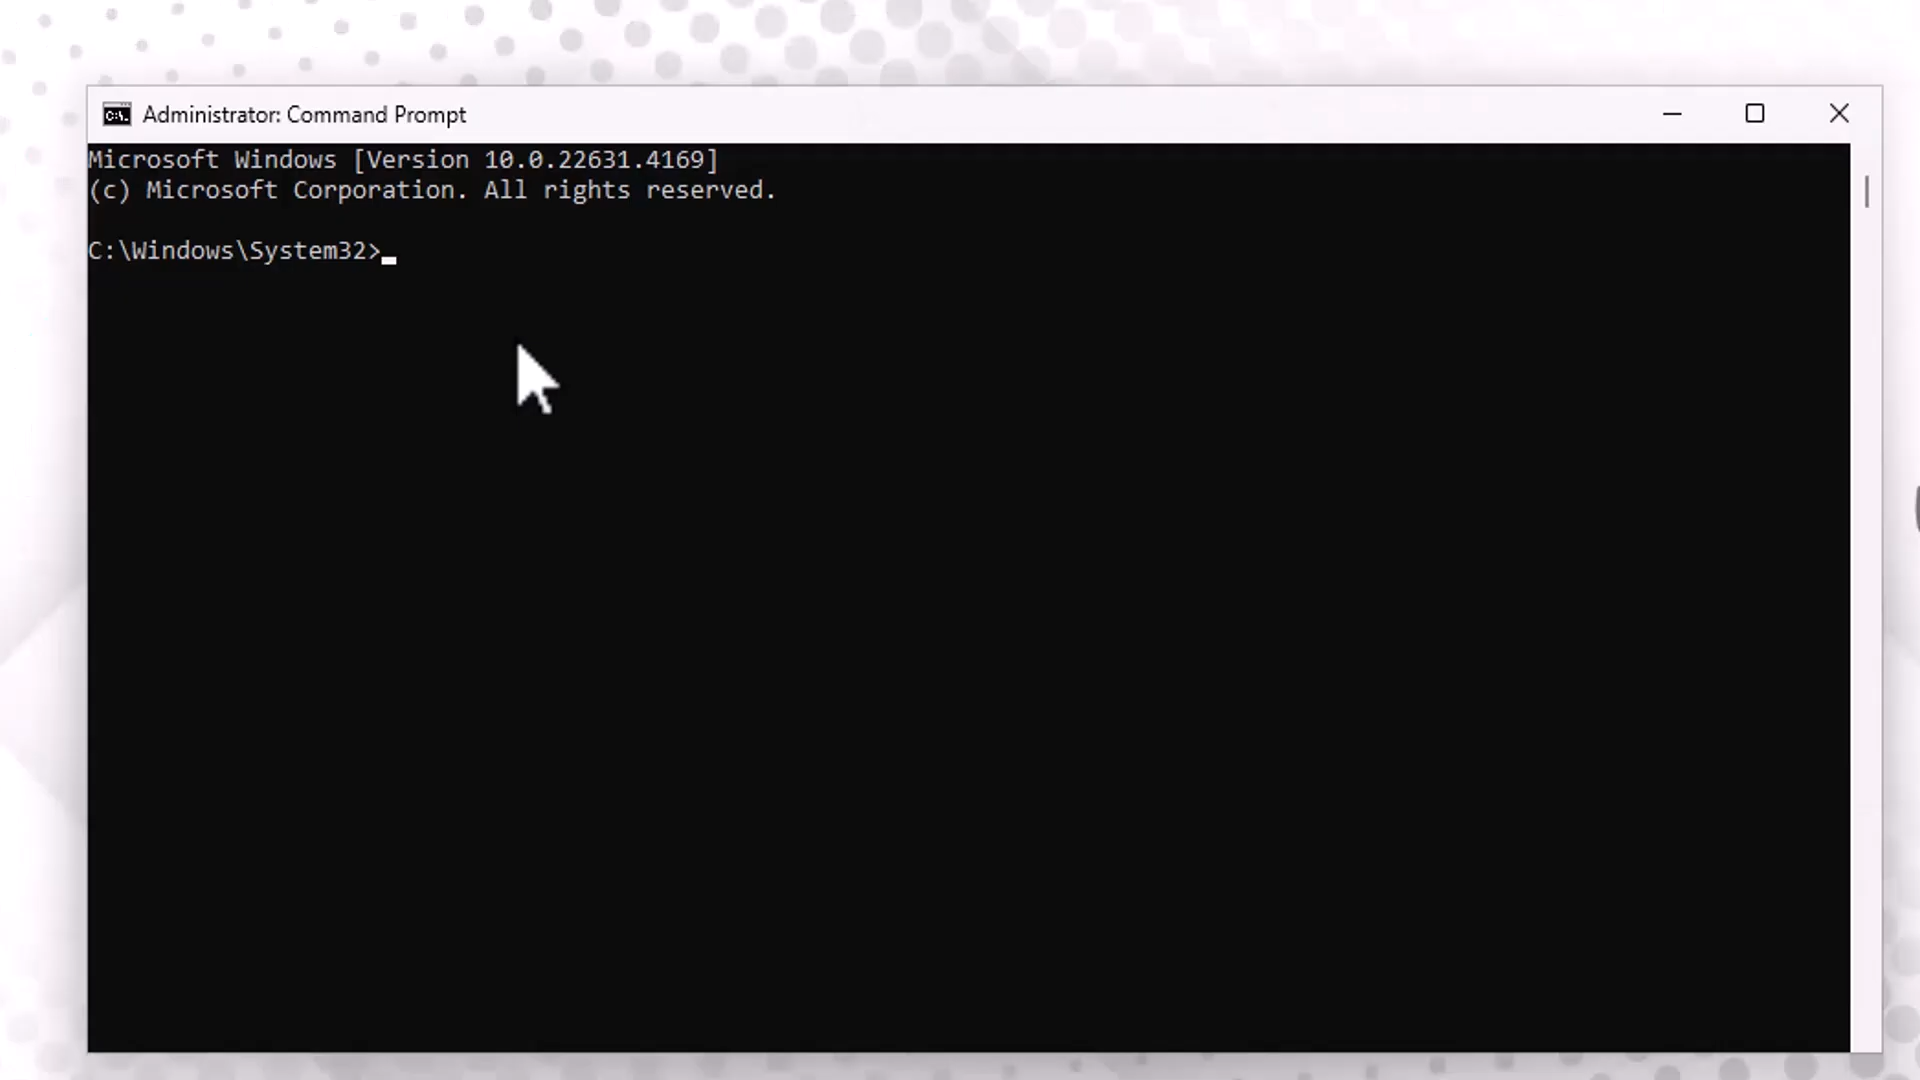 Administrator: Command Prompt
Microsoft Windows [Version 10.0.22631.4169]
(c) Microsoft Corporation. All rights reserved.
C:\Windows\System32>